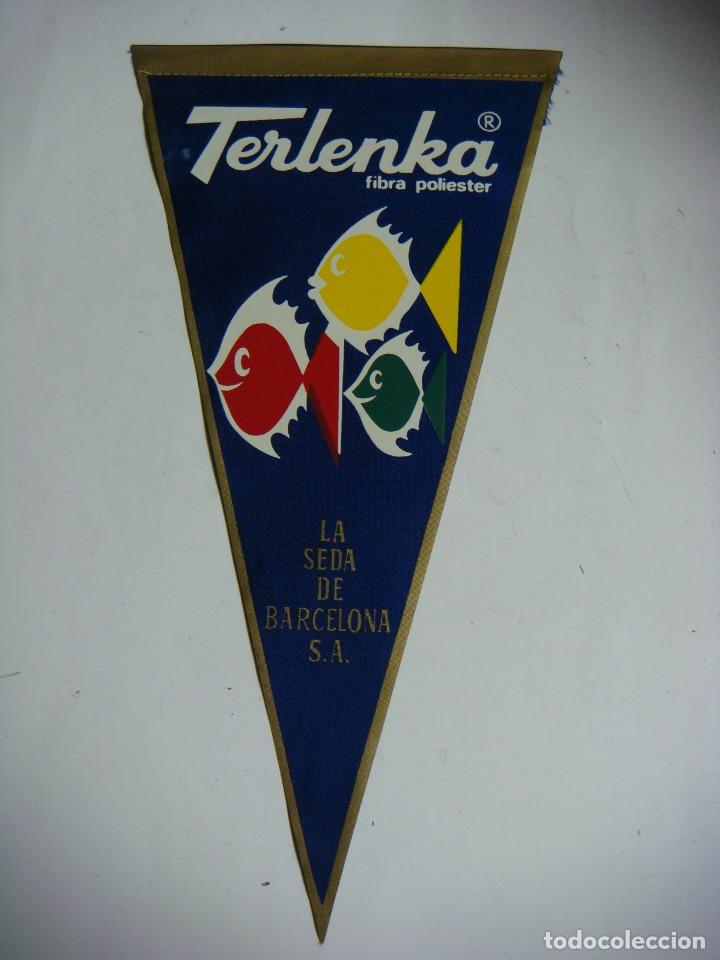 Terlenka ®
fibra poliester
LA
SEDA
DE
BARCELONA
S.A.
todocoleccion